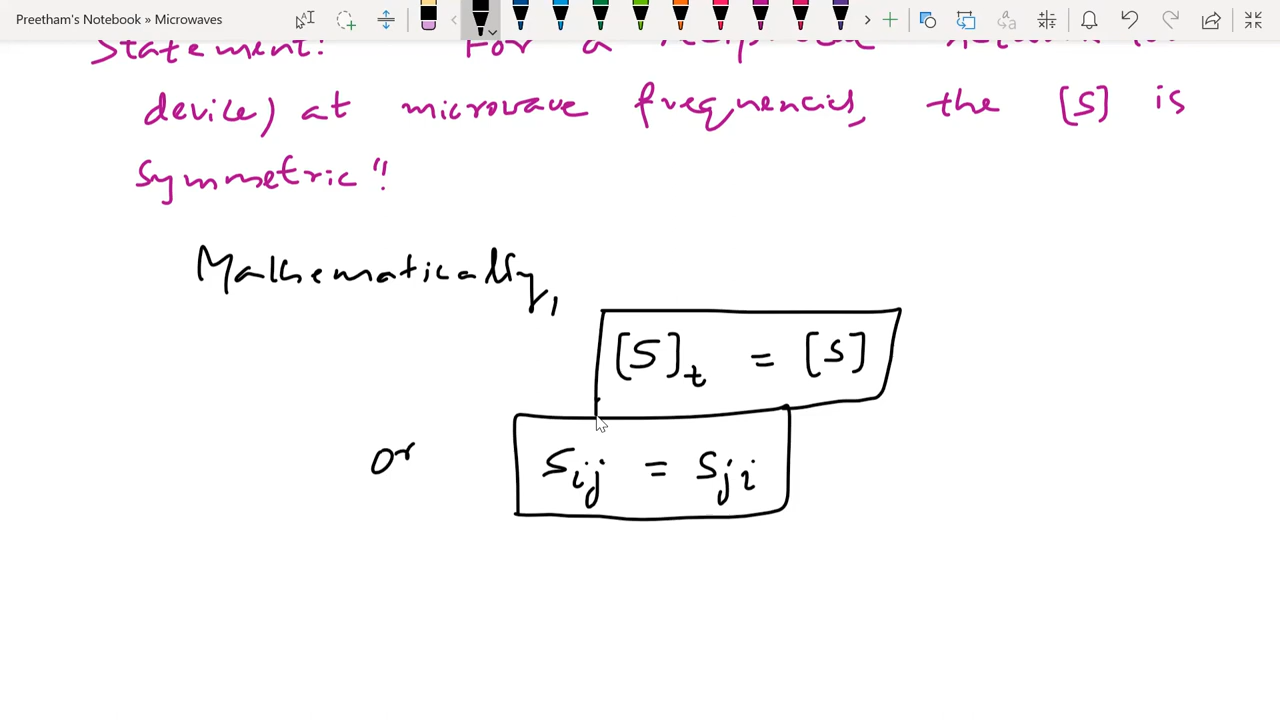 Preetham's Notebook » Microwaves
Statement: For a
device) at microwave frequencies, the [S] is
symmetric"
Mathematically,
[S]t = [S]
or Sij = Sji